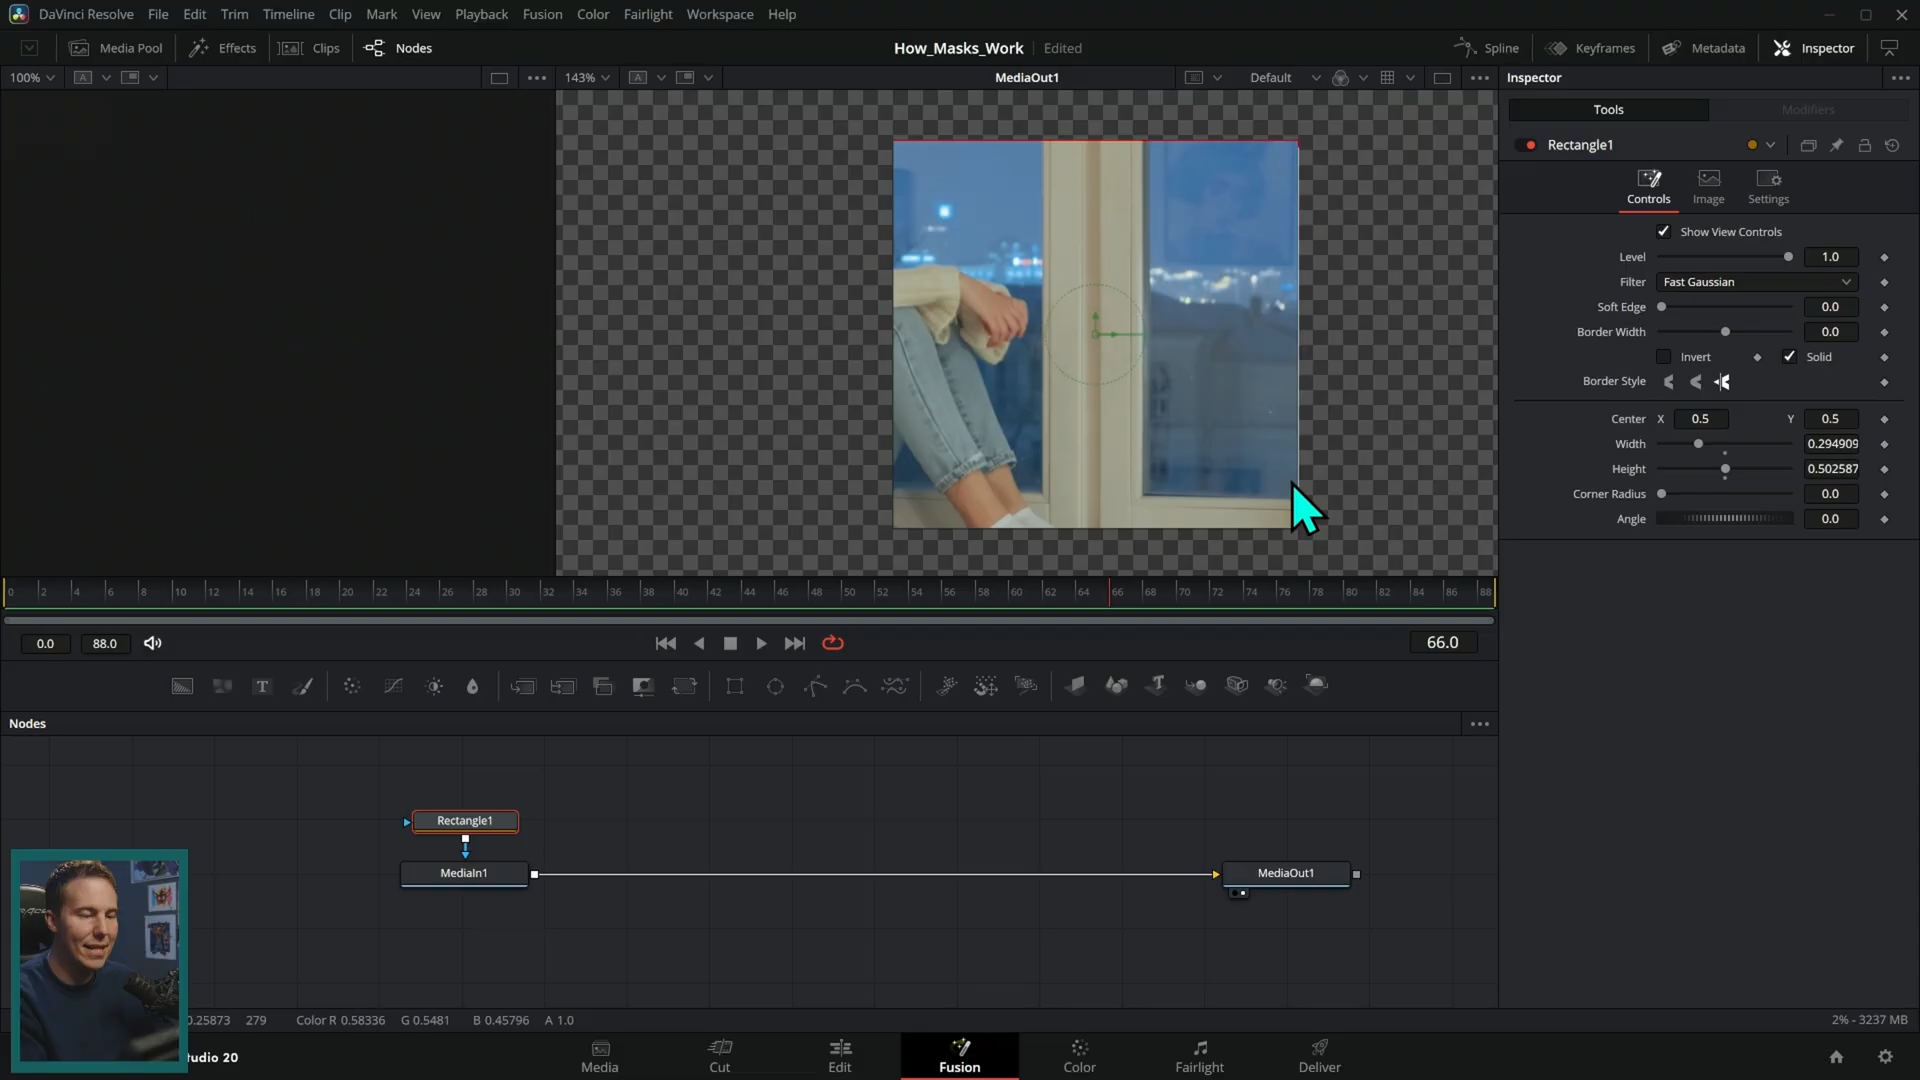 DaVinci Resolve File Edit Trim Timeline Clip Mark View Playback Fusion Color Fairlight Workspace Help
Media Pool Effects Clips Nodes How_Masks_Work Edited Spline Keyframes Metadata Inspector
100% A 143% A MediaOut1 Default Inspector
Tools Modifiers
Rectangle1
Controls Image Settings
Show View Controls
Level 1.0
Filter Fast Gaussian
Soft Edge 0.0
Border Width 0.0
Invert Solid
Border Style
Center X 0.5 Y 0.5
Width 0.294909
Height 0.502587
Corner Radius 0.0
Angle 0.0
0 2 4 6 8 10 12 14 16 18 20 22 24 26 28 30 32 34 36 38 40 42 44 46 48 50 52 54 56 58 60 62 64 66 68 70 72 74 76 78 80 82 84 86 88
0.0 88.0 66.0
T T
Nodes
Rectangle1
MediaIn1 MediaOut1
0.25873 279 Color R 0.58336 G 0.5481 B 0.45796 A 1.0 2% - 3237 MB
tudio 20 Media Cut Edit Fusion Color Fairlight Deliver